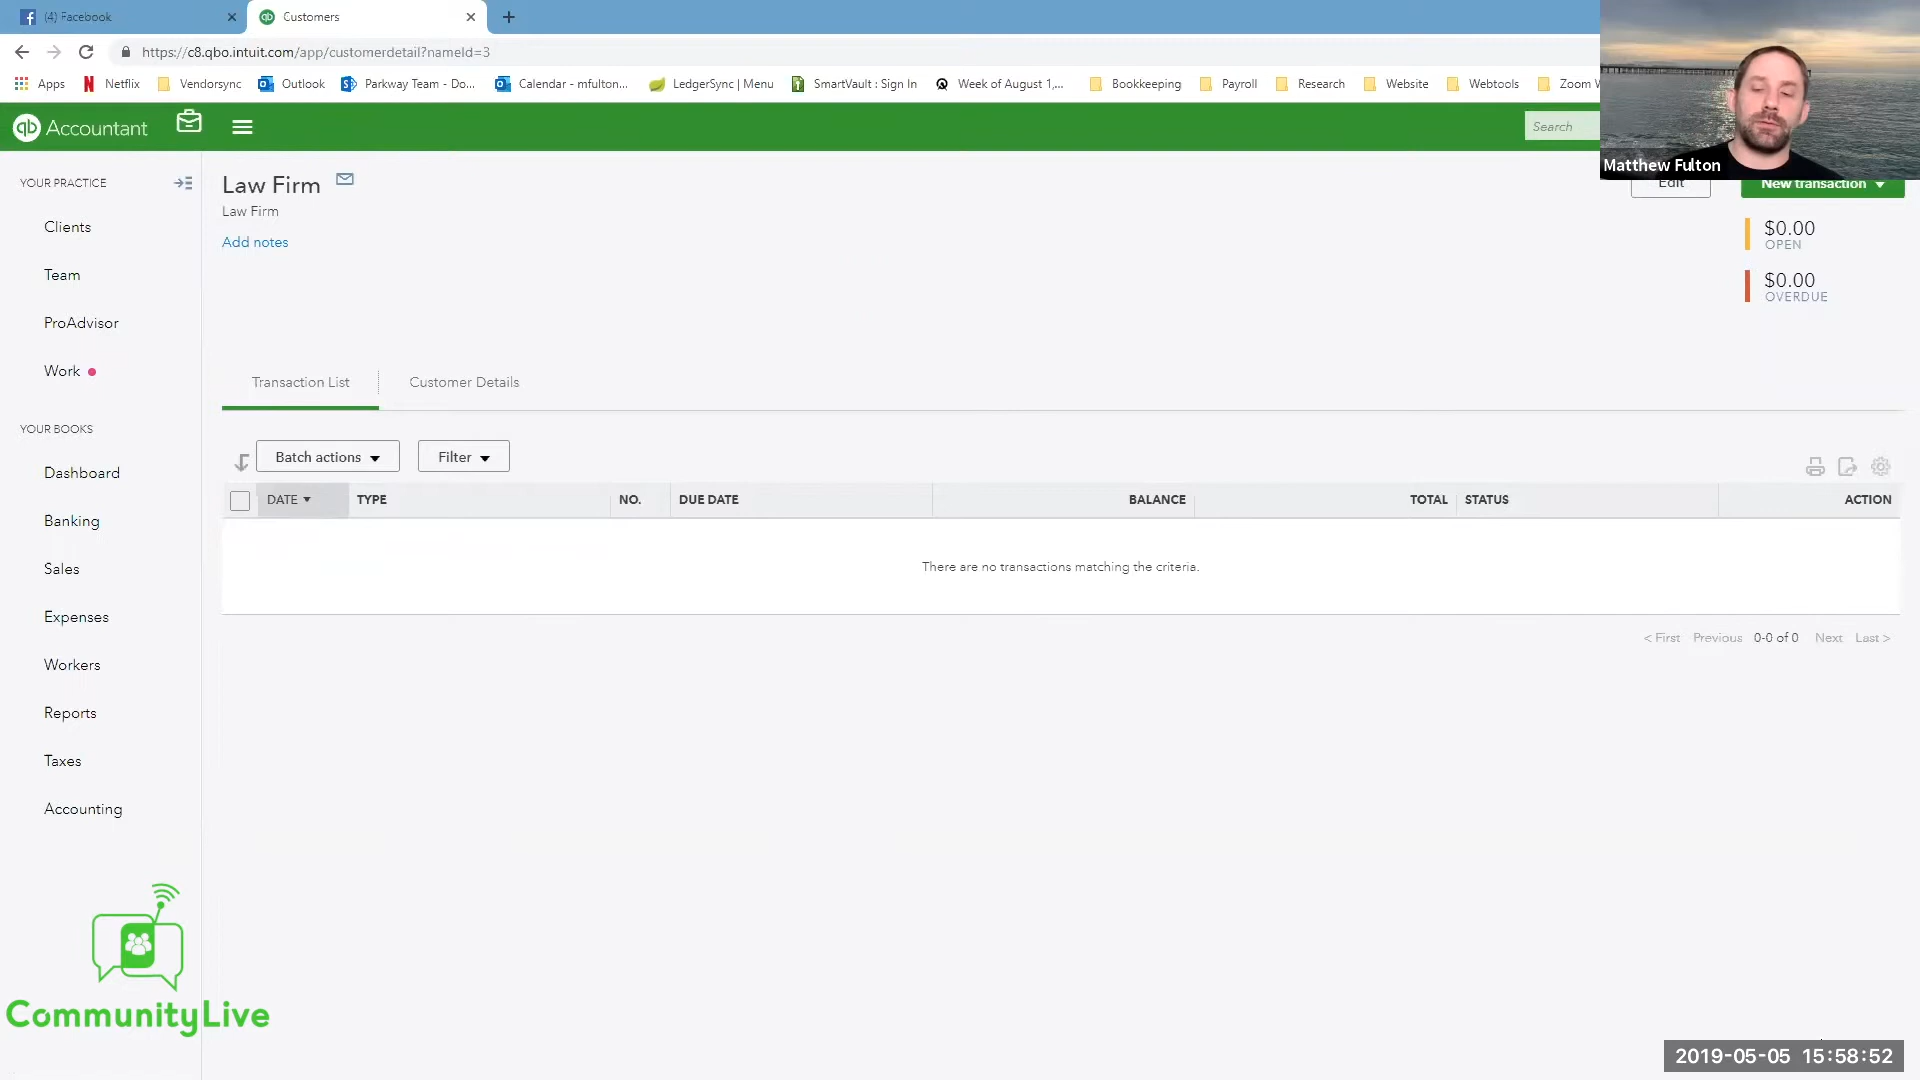 (4) Facebook
Customers
https://c8.qbo.intuit.com/app/customerdetail?nameId=3
Apps
Netflix
Vendorsync
Outlook
Parkway Team - Do...
Calendar - mfulton...
LedgerSync | Menu
SmartVault : Sign In
Week of August 1,...
Bookkeeping
Payroll
Research
Website
Webtools
Zoom
qb Accountant
Search
Matthew Fulton
YOUR PRACTICE
Clients
Team
ProAdvisor
Work
YOUR BOOKS
Dashboard
Banking
Sales
Expenses
Workers
Reports
Taxes
Accounting
Law Firm
Law Firm
Add notes
Edit
New transaction
$0.00
OPEN
$0.00
OVERDUE
Transaction List
Customer Details
Batch actions
Filter
DATE TYPE NO. DUE DATE BALANCE TOTAL STATUS ACTION
There are no transactions matching the criteria.
< First Previous 0-0 of 0 Next Last >
CommunityLive
2019-05-05 15:58:52